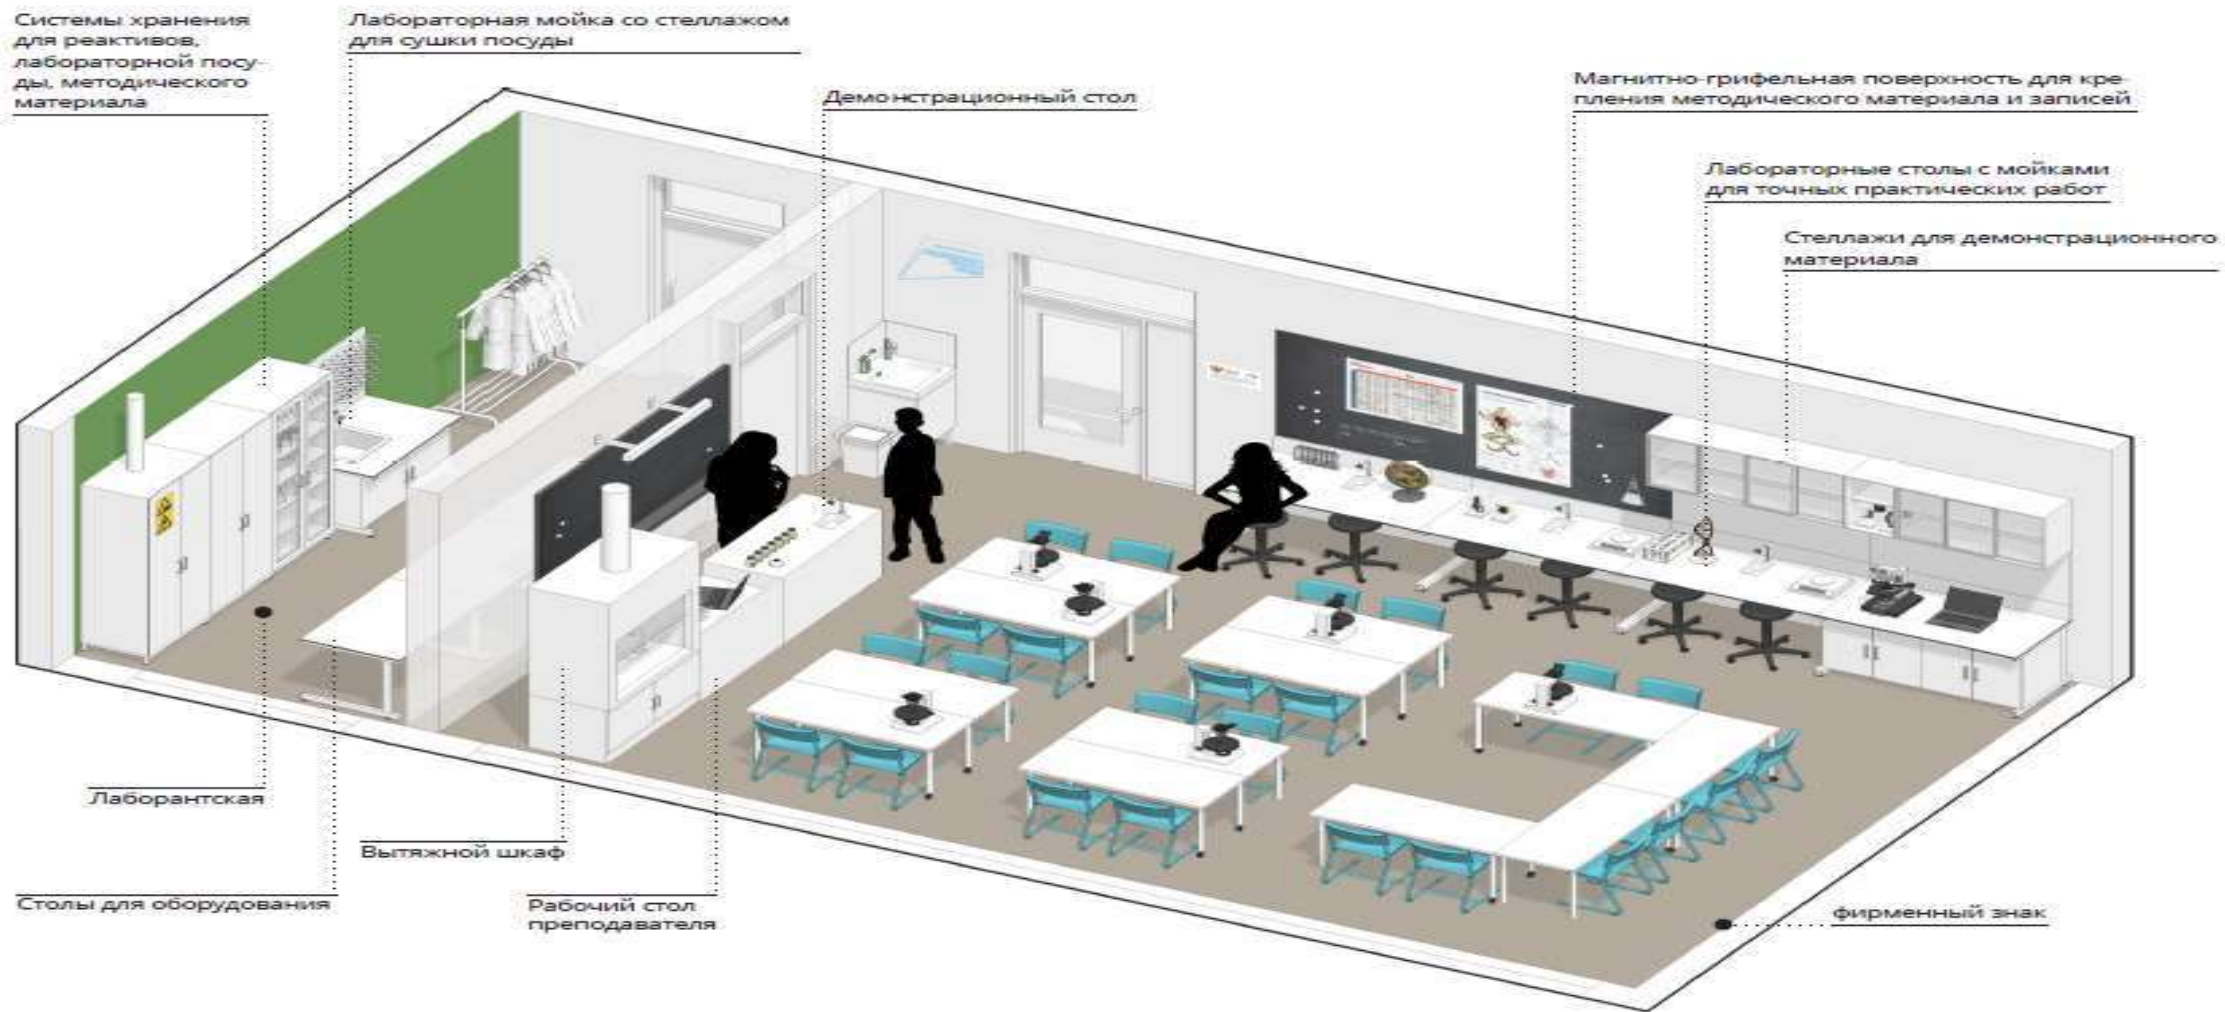 Системы хранения
для реактивов,
лабораторной посу-
ды, методического
материала
Лабораторная мойка со стеллажом
для сушки посуды
Демонстрационный стол
Магнитно-грифельная поверхность для кре-
пления методического материала и записей
Лабораторные столы с мойками
для точных практических работ
Стеллажи для демонстрационного
материала
Лаборантская
Вытяжной шкаф
Столы для оборудования
Рабочий стол
преподавателя
фирменный знак